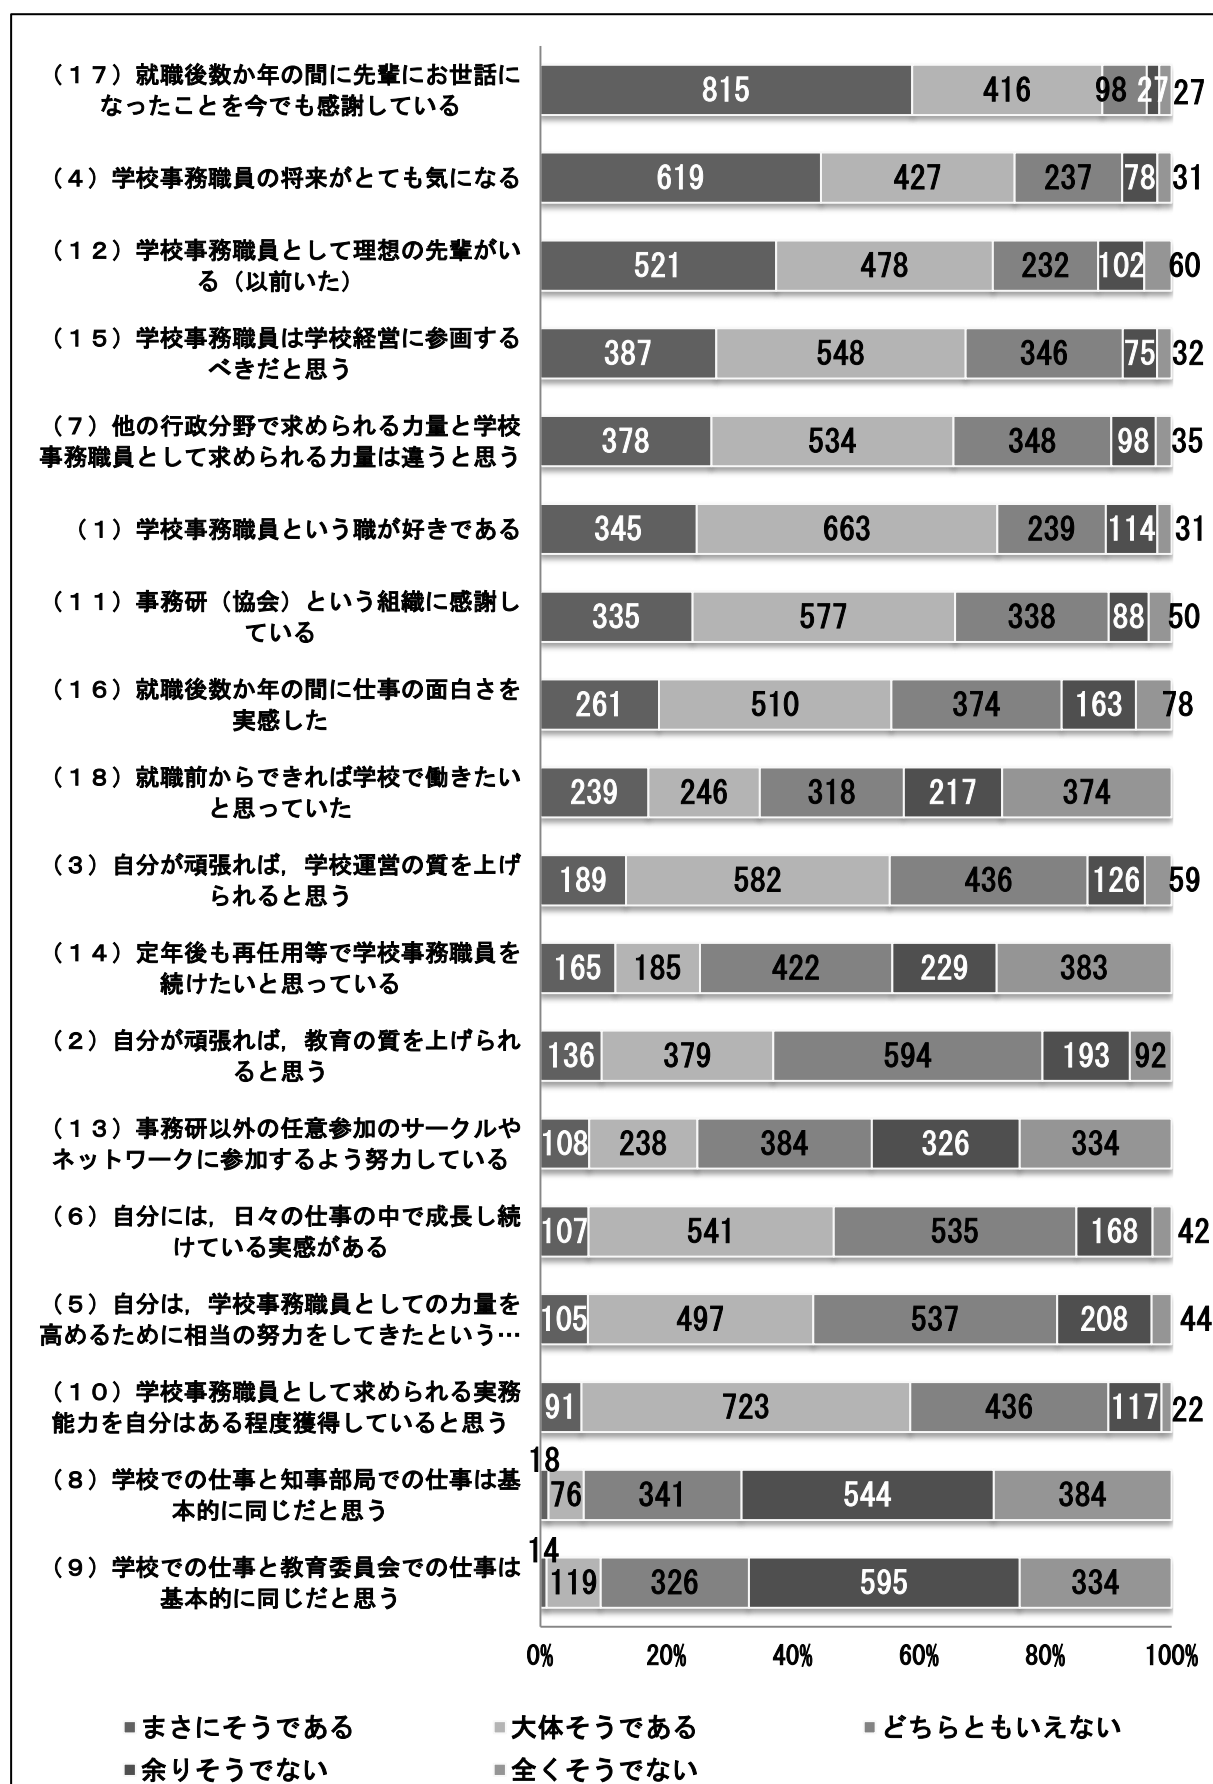 （１７）就職後数か年の間に先輩にお世話に
なったことを今でも感謝している
815 416 98 27 27
（４）学校事務職員の将来がとても気になる
619 427 237 78 31
（１２）学校事務職員として理想の先輩がい
る（以前いた）
521 478 232 102 60
（１５）学校事務職員は学校経営に参画する
べきだと思う
387 548 346 75 32
（７）他の行政分野で求められる力量と学校
事務職員として求められる力量は違うと思う
378 534 348 98 35
（１）学校事務職員という職が好きである
345 663 239 114 31
（１１）事務研（協会）という組織に感謝し
ている
335 577 338 88 50
（１６）就職後数か年の間に仕事の面白さを
実感した
261 510 374 163 78
（１８）就職前からできれば学校で働きたい
と思っていた
239 246 318 217 374
（３）自分が頑張れば，学校運営の質を上げ
られると思う
189 582 436 126 59
（１４）定年後も再任用等で学校事務職員を
続けたいと思っている
165 185 422 229 383
（２）自分が頑張れば，教育の質を上げられ
ると思う
136 379 594 193 92
（１３）事務研以外の任意参加のサークルや
ネットワークに参加するよう努力している
108 238 384 326 334
（６）自分には，日々の仕事の中で成長し続
けている実感がある
107 541 535 168 42
（５）自分は，学校事務職員としての力量を
高めるために相当の努力をしてきたという…
105 497 537 208 44
（１０）学校事務職員として求められる実務
能力を自分はある程度獲得していると思う
91 723 436 117 22
（８）学校での仕事と知事部局での仕事は基
本的に同じだと思う
18 76 341 544 384
（９）学校での仕事と教育委員会での仕事は
基本的に同じだと思う
14 119 326 595 334
0% 20% 40% 60% 80% 100%
まさにそうである 大体そうである どちらともいえない
余りそうでない 全くそうでない